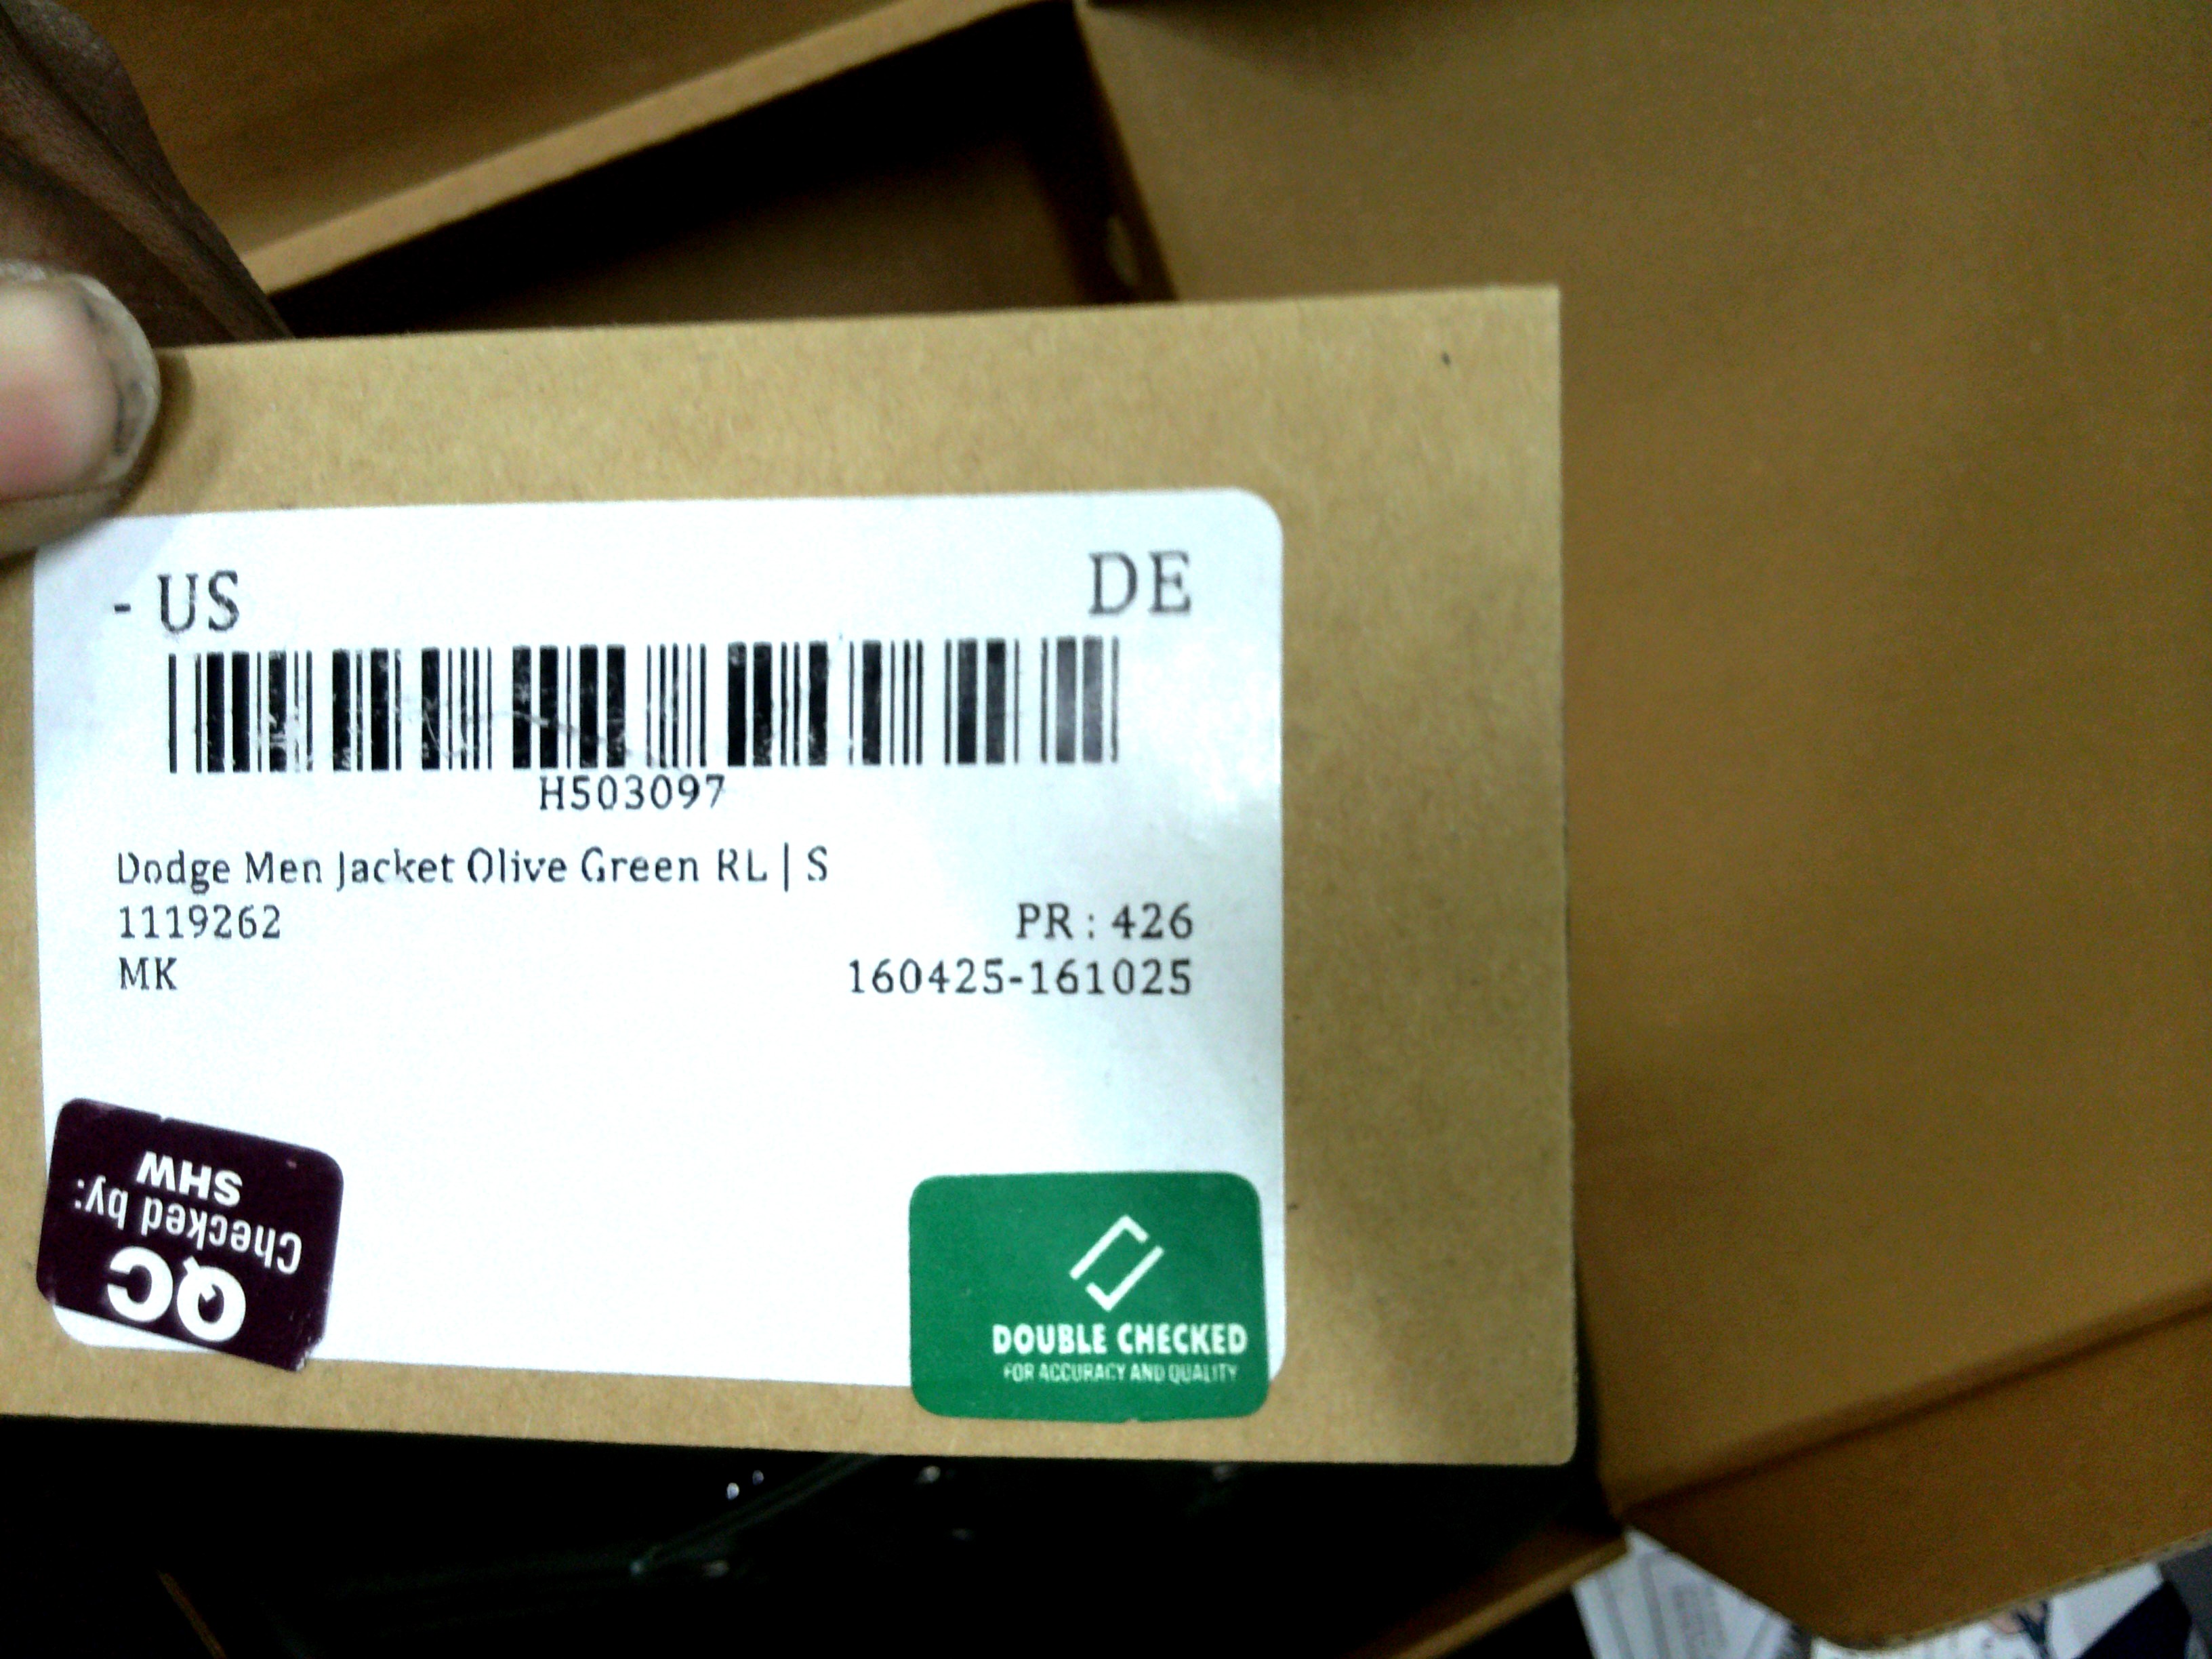 - US DE
H503097
Dodge Men Jacket Olive Green RL | S
1119262 PR : 426
MK 160425-161025
QC
Checked by:
SHW
DOUBLE CHECKED
FOR ACCURACY AND QUALITY